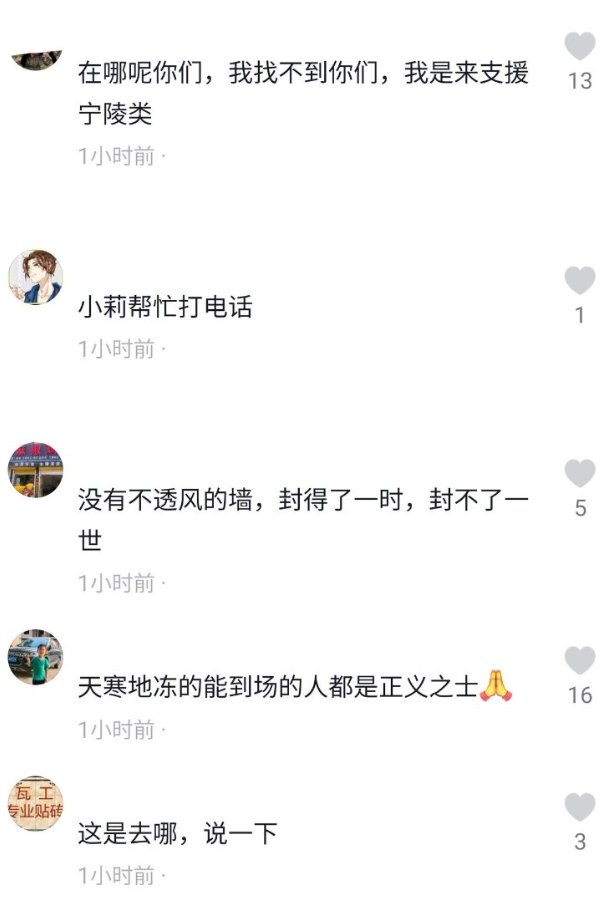 在哪呢你们，我找不到你们，我是来支援
宁陵类
13
1小时前 ·
小莉帮忙打电话
1
1小时前 ·
没有不透风的墙，封得了一时，封不了一
世
5
1小时前 ·
天寒地冻的能到场的人都是正义之士🙏
16
1小时前 ·
瓦 工
专业贴砖
这是去哪，说一下
3
1小时前 ·